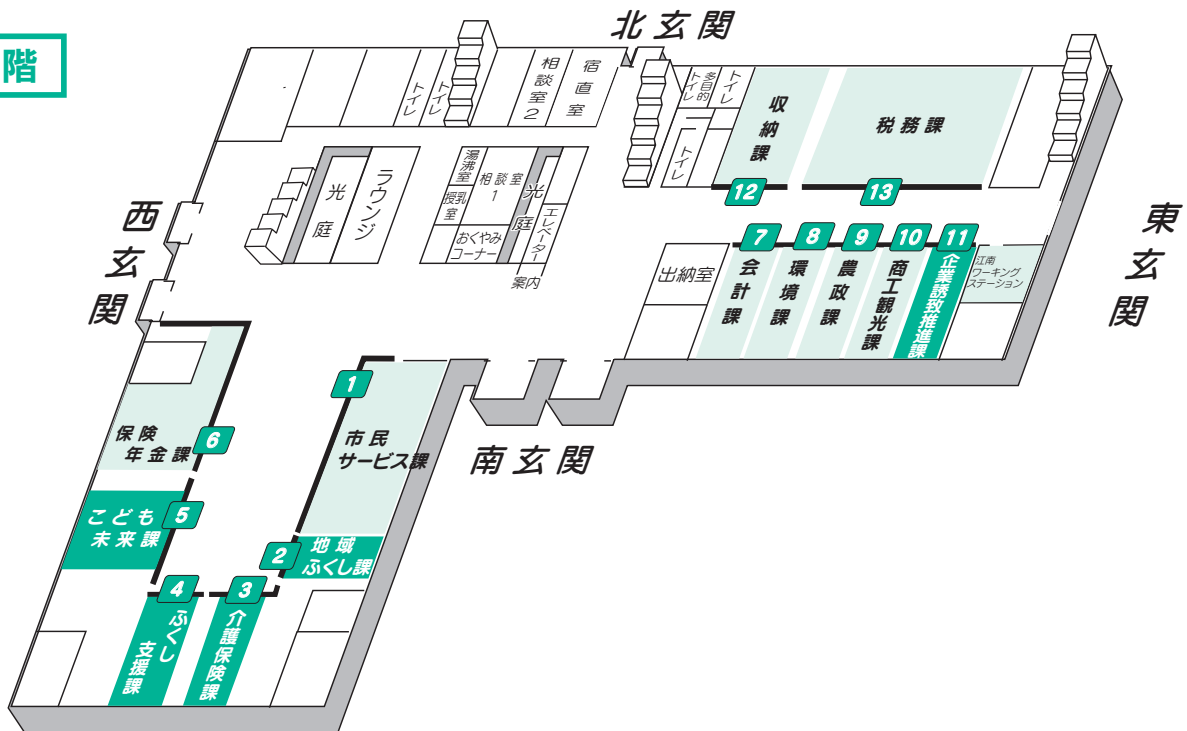 階
北玄関
トイレ
トイレ
相談室2
宿直室
トイレ
多目的
トイレ
トイレ
収納課
税務課
12
13
光庭
ラウンジ
湯沸室
授乳室
相談室
1
光庭
おくやみ
コーナー
エレベーター
案内
西玄関
東玄関
7
8
9
10
11
出納室
会計課
環境課
農政課
商工観光課
企業誘致推進課
江南
ワーキング
ステーション
1
市民
サービス課
南玄関
保険
年金課
6
こども
未来課
5
2
地域
ふくし課
4
ふくし
支援課
3
介護保険課